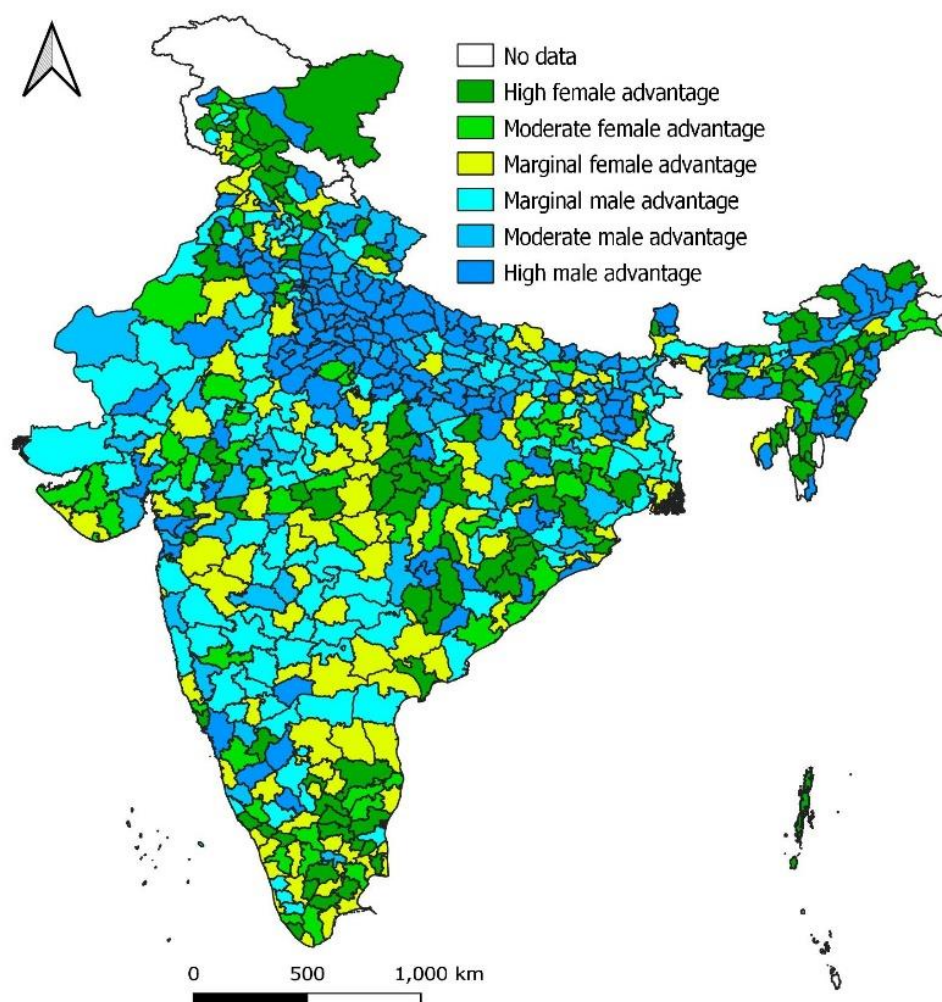 No data
High female advantage
Moderate female advantage
Marginal female advantage
Marginal male advantage
Moderate male advantage
High male advantage
0 500 1,000 km